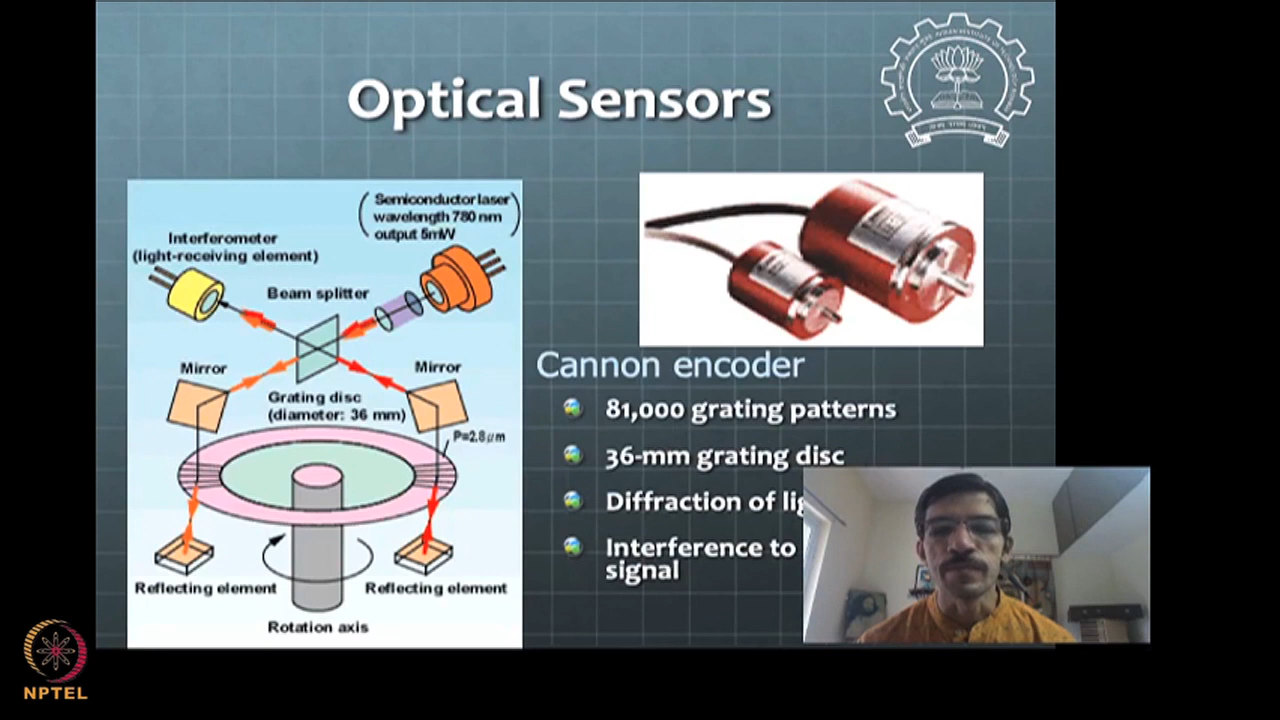 Optical Sensors
Semiconductor laser
wavelength 780 nm
output 5mW
Interferometer
(light-receiving element)
Beam splitter
Mirror
Mirror
Grating disc
(diameter: 36 mm)
P=2.8μm
Reflecting element
Reflecting element
Rotation axis
Cannon encoder
81,000 grating patterns
36-mm grating disc
Diffraction of
Interference to
signal
NPTEL